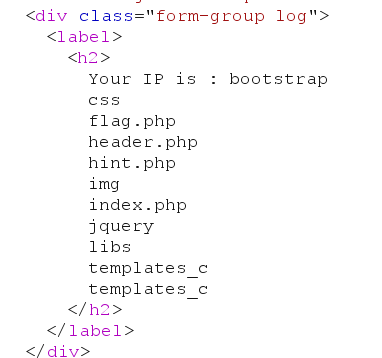 <div class="form-group log">
<label>
<h2>
Your IP is : bootstrap
css
flag.php
header.php
hint.php
img
index.php
jquery
libs
templates_c
templates_c
</h2>
</label>
</div>